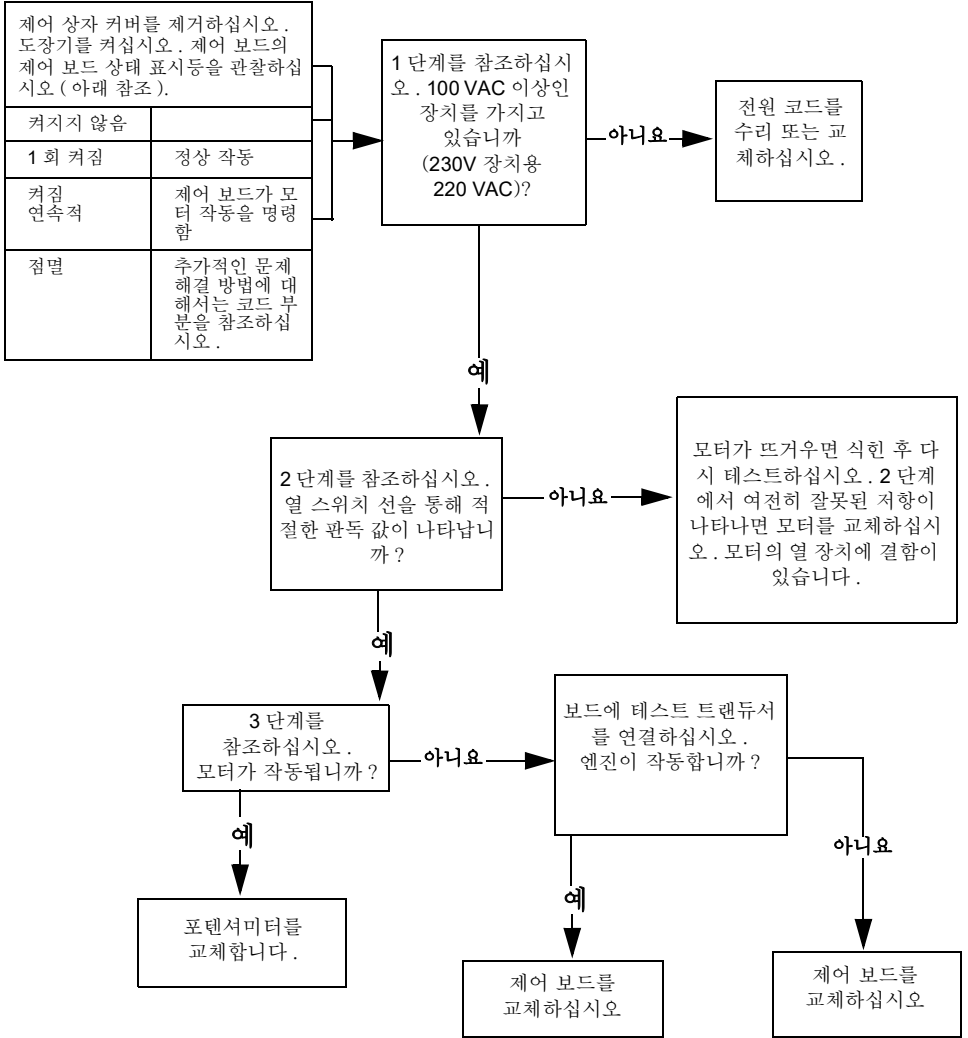 제어 상자 커버를 제거하십시오 .
도장기를 켜십시오 . 제어 보드의
제어 보드 상태 표시등을 관찰하십
시오 ( 아래 참조 ).
켜지지 않음
1 회 켜짐
정상 작동
켜짐
연속적
제어 보드가 모
터 작동을 명령
함
점멸
추가적인 문제
해결 방법에 대
해서는 코드 부
분을 참조하십
시오 .
1 단계를 참조하십시
오 . 100 VAC 이상인
장치를 가지고
있습니까
(230V 장치용
220 VAC)?
아니요
전원 코드를
수리 또는 교
체하십시오 .
예
2 단계를 참조하십시오 .
열 스위치 선을 통해 적
절한 판독 값이 나타납니
까 ?
아니요
모터가 뜨거우면 식힌 후 다
시 테스트하십시오 . 2 단계
에서 여전히 잘못된 저항이
나타나면 모터를 교체하십시
오 . 모터의 열 장치에 결함이
있습니다 .
예
3 단계를
참조하십시오 .
모터가 작동됩니까 ?
아니요
보드에 테스트 트랜듀서
를 연결하십시오 .
엔진이 작동합니까 ?
예
포텐셔미터를
교체합니다 .
예
제어 보드를
교체하십시오
아니요
제어 보드를
교체하십시오